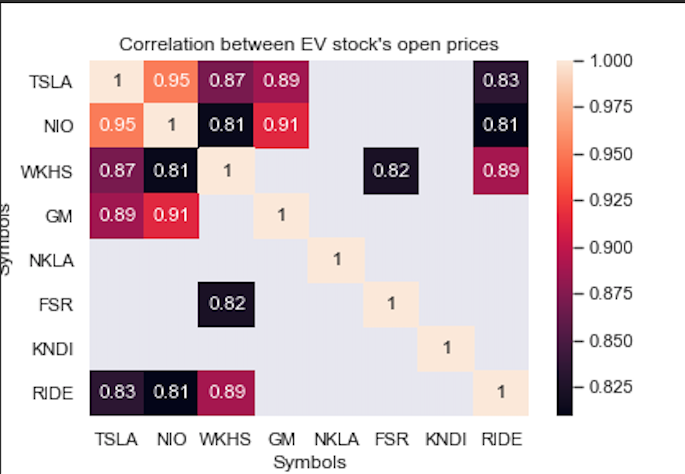 Correlation between EV stock's open prices
TSLA 1 0.95 0.87 0.89 0.83
NIO 0.95 1 0.81 0.91 0.81
WKHS 0.87 0.81 1 0.82 0.89
GM 0.89 0.91 1
NKLA 1
FSR 0.82 1
KNDI 1
RIDE 0.83 0.81 0.89 1
TSLA NIO WKHS GM NKLA FSR KNDI RIDE
Symbols
Symbols
1.000
0.975
0.950
0.925
0.900
0.875
0.850
0.825